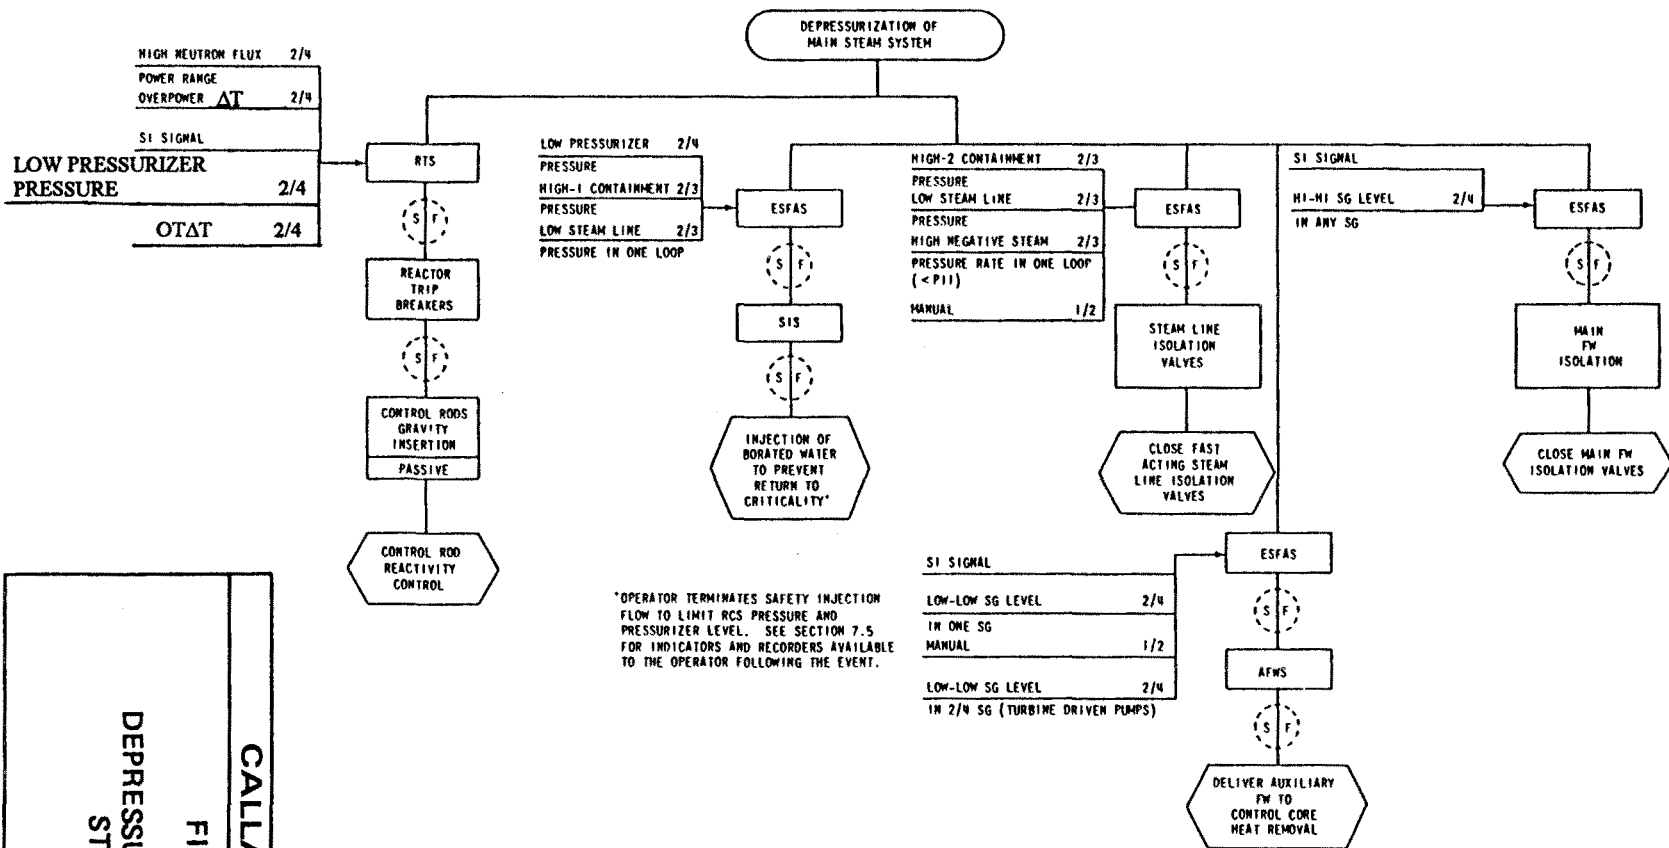 DEPRESSURIZATION OF
MAIN STEAM SYSTEM
HIGH NEUTRON FLUX 2/4
POWER RANGE
OVERPOWER ΔT 2/4
SI SIGNAL
LOW PRESSURIZER
PRESSURE 2/4
OTΔT 2/4
RTS
S F
REACTOR
TRIP
BREAKERS
S F
CONTROL RODS
GRAVITY
INSERTION
PASSIVE
CONTROL ROD
REACTIVITY
CONTROL
LOW PRESSURIZER 2/4
PRESSURE
HIGH-1 CONTAINMENT 2/3
PRESSURE
LOW STEAM LINE 2/3
PRESSURE IN ONE LOOP
ESFAS
S F
SIS
S F
INJECTION OF
BORATED WATER
TO PREVENT
RETURN TO
CRITICALITY*
HIGH-2 CONTAINMENT 2/3
PRESSURE
LOW STEAM LINE 2/3
PRESSURE
HIGH NEGATIVE STEAM 2/3
PRESSURE RATE IN ONE LOOP
(<P11)
MANUAL 1/2
ESFAS
S F
STEAM LINE
ISOLATION
VALVES
CLOSE FAST
ACTING STEAM
LINE ISOLATION
VALVES
SI SIGNAL
HI-HI SG LEVEL 2/4
IN ANY SG
ESFAS
S F
MAIN
FW
ISOLATION
CLOSE MAIN FW
ISOLATION VALVES
SI SIGNAL
LOW-LOW SG LEVEL 2/4
IN ONE SG
MANUAL 1/2
LOW-LOW SG LEVEL 2/4
IN 2/4 SG (TURBINE DRIVEN PUMPS)
ESFAS
S F
AFWS
S F
DELIVER AUXILIARY
FW TO
CONTROL CORE
HEAT REMOVAL
*OPERATOR TERMINATES SAFETY INJECTION
FLOW TO LIMIT RCS PRESSURE AND
PRESSURIZER LEVEL. SEE SECTION 7.5
FOR INDICATORS AND RECORDERS AVAILABLE
TO THE OPERATOR FOLLOWING THE EVENT.
CALLA
FI
DEPRESSU
ST